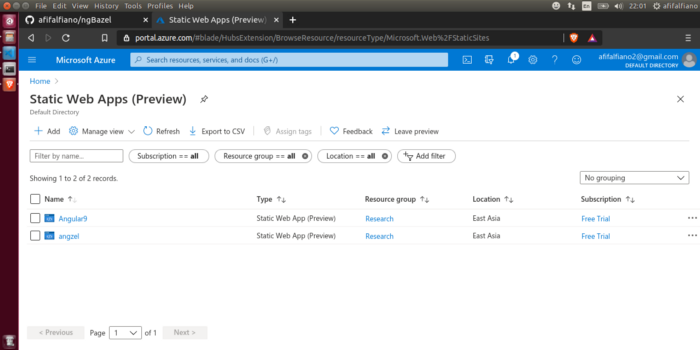 File Edit View History Tools Profiles Help
22:01 afifalfiano
afifalfiano/ngBazel
Static Web Apps (Preview)
portal.azure.com/#blade/HubsExtension/BrowseResource/resourceType/Microsoft.Web%2FStaticSites
Microsoft Azure
Search resources, services, and docs (G+/)
1
afifalfiano2@gmail.com
DEFAULT DIRECTORY
Home
Static Web Apps (Preview)
Default Directory
Add Manage view Refresh Export to CSV Assign tags Feedback Leave preview
Filter by name... Subscription == all Resource group == all Location == all Add filter
Showing 1 to 2 of 2 records.
No grouping
Name Type Resource group Location Subscription
Angular9 Static Web App (Preview) Research East Asia Free Trial
angzel Static Web App (Preview) Research East Asia Free Trial
< Previous Page 1 of 1 Next >